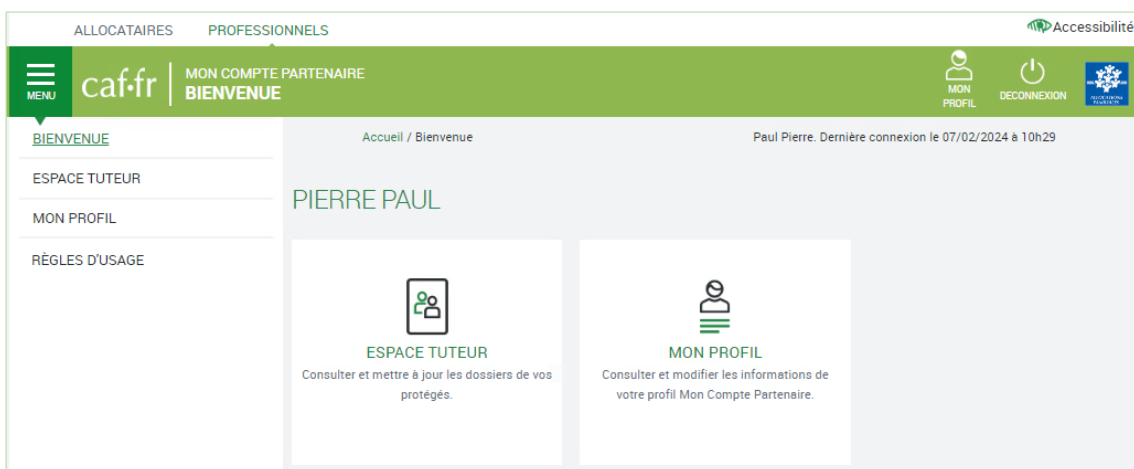 ALLOCATAIRES PROFESSIONNELS Accessibilité
MENU caf.fr MON COMPTE PARTENAIRE
BIENVENUE
MON PROFIL DECONNEXION ALLOCATIONS FAMILIALES
BIENVENUE
ESPACE TUTEUR
MON PROFIL
RÈGLES D'USAGE
Accueil / Bienvenue Paul Pierre. Dernière connexion le 07/02/2024 à 10h29
PIERRE PAUL
ESPACE TUTEUR
Consulter et mettre à jour les dossiers de vos
protégés.
MON PROFIL
Consulter et modifier les informations de
votre profil Mon Compte Partenaire.